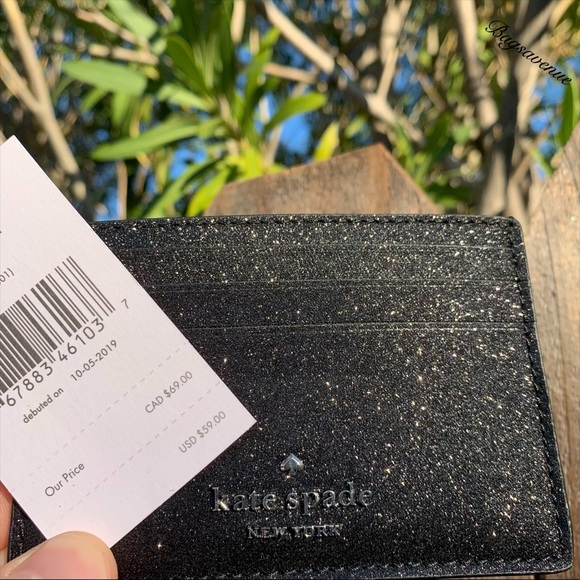 Bagsavenue
01)
67883 46103 7
debuted on 10-05-2019
CAD $69.00
Our Price USD $59.00
kate spade
NEW YORK